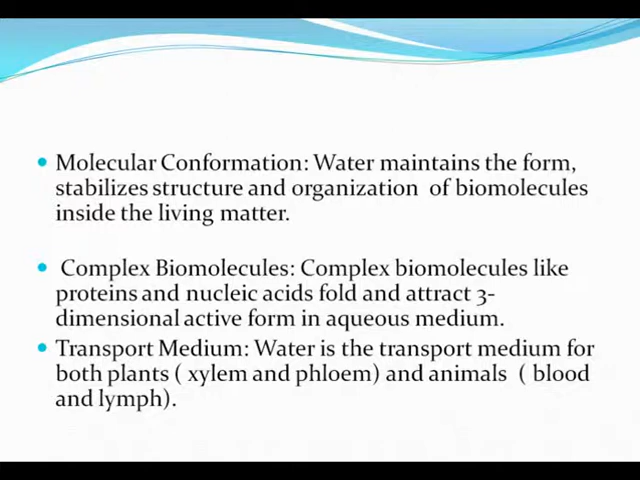 • Molecular Conformation: Water maintains the form,
stabilizes structure and organization of biomolecules
inside the living matter.
• Complex Biomolecules: Complex biomolecules like
proteins and nucleic acids fold and attract 3-
dimensional active form in aqueous medium.
• Transport Medium: Water is the transport medium for
both plants ( xylem and phloem) and animals ( blood
and lymph).